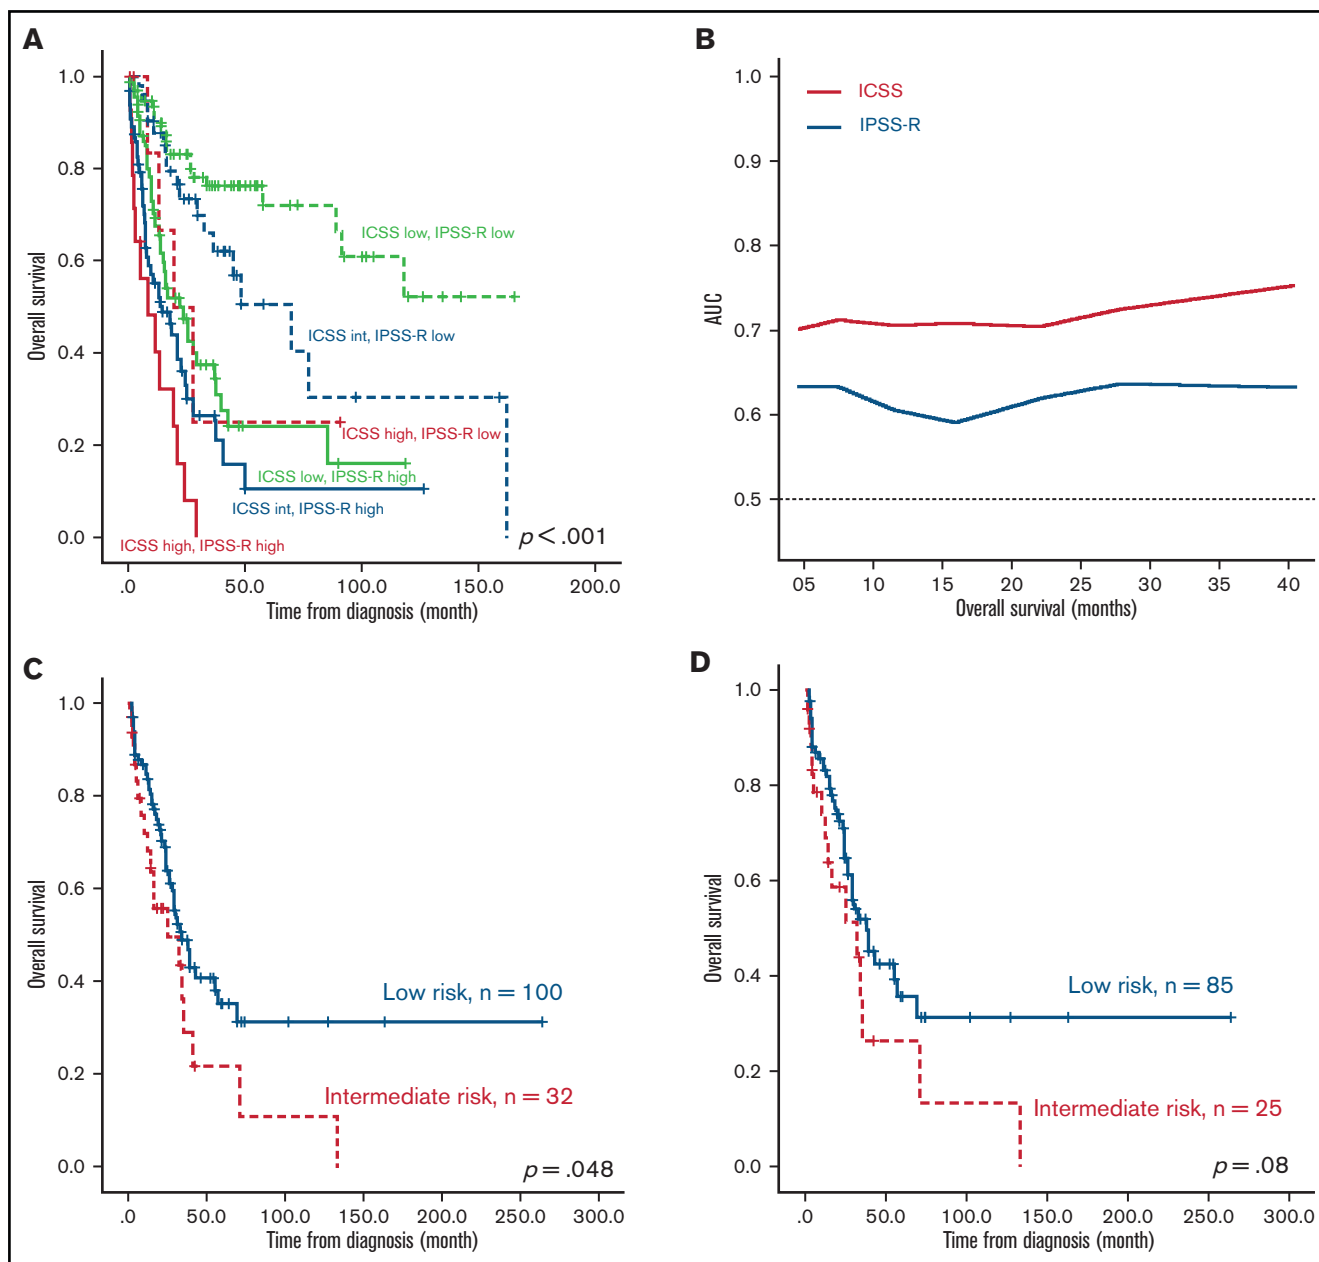 A
1.0
0.8
0.6
0.4
0.2
0.0
Overall survival
ICSS low, IPSS-R low
ICSS int, IPSS-R low
ICSS high, IPSS-R low
ICSS low, IPSS-R high
ICSS int, IPSS-R high
ICSS high, IPSS-R high
p < .001
.0 50.0 100.0 150.0 200.0
Time from diagnosis (month)
B
ICSS
IPSS-R
1.0
0.9
0.8
0.7
0.6
0.5
AUC
05 10 15 20 25 30 35 40
Overall survival (months)
C
1.0
0.8
0.6
0.4
0.2
0.0
Overall survival
Low risk, n = 100
Intermediate risk, n = 32
p = .048
.0 50.0 100.0 150.0 200.0 250.0 300.0
Time from diagnosis (month)
D
1.0
0.8
0.6
0.4
0.2
0.0
Overall survival
Low risk, n = 85
Intermediate risk, n = 25
p = .08
.0 50.0 100.0 150.0 200.0 250.0 300.0
Time from diagnosis (month)